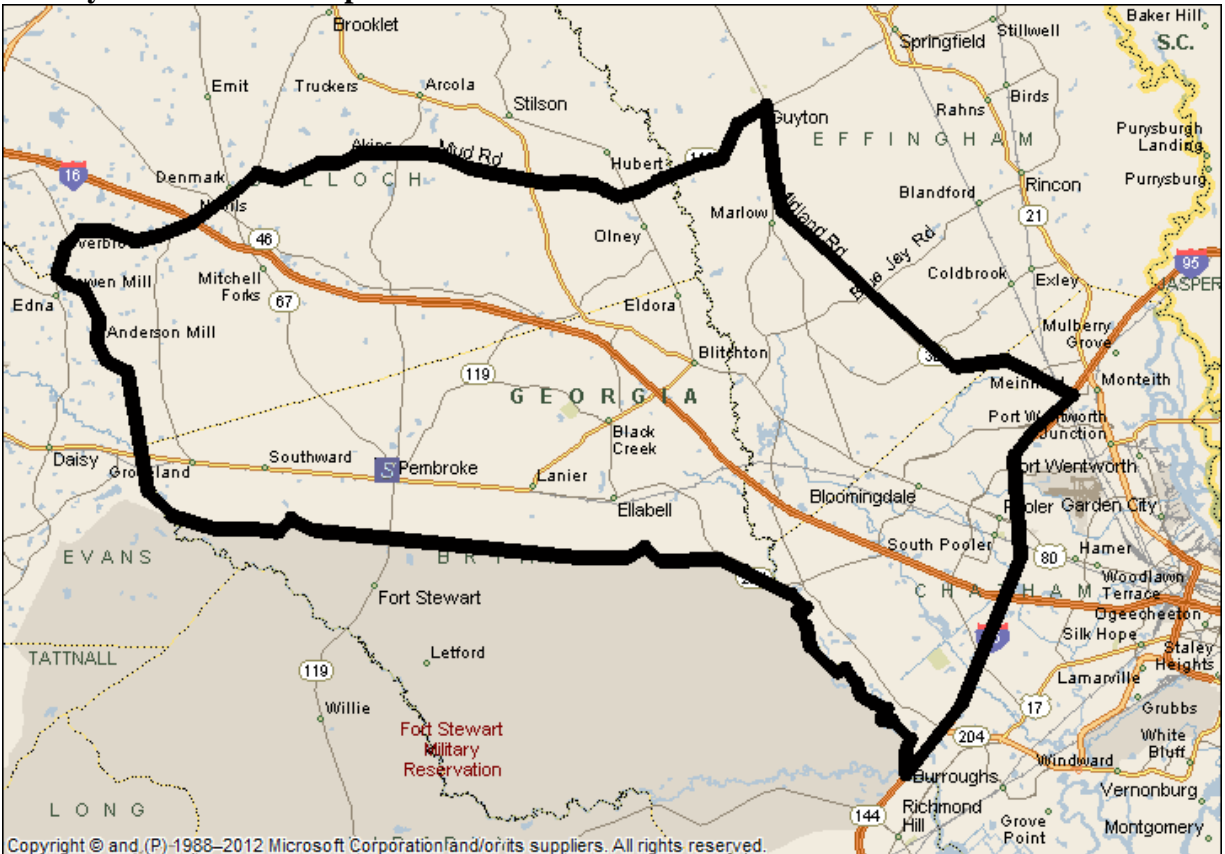 Brooklet
Baker Hill
S.C.
Stillwell
Springfield
Emit
Truckers
Arcola
Birds
Stilson
Rahns
Guyton
EFFINGHAM
Purysburgh
Landing
Mud Rd
Hubert
16
Denmark
Purrysburg
Rincon
Blandford
Marlow
21
Midland Rd
Olney
46
Blue Jay Rd
95
Mitchell
Forks
Coldbrook
Exley
JASPER
Edna
67
Eldora
Anderson Mill
Mulberry
Grove
Blitchton
119
GEORGIA
Monteith
Port Wentworth
Junction
Black
Creek
Daisy
Southward
S
Pembroke
Lanier
Port Wentworth
Bloomingdale
Ellabell
Pooler
Garden City
South Pooler
EVANS
80
Hamer
Woodlawn
Terrace
CHATHAM
Fort Stewart
Ogeecheeton
Silk Hope
Staley
Heights
TATTNALL
Letford
119
Lamarville
Willie
17
Grubbs
Fort Stewart
Military
Reservation
204
White
Bluff
Windward
Burroughs
Vernonburg
LONG
144
Richmond
Hill
Grove
Point
Montgomery
Copyright © and (P) 1988–2012 Microsoft Corporation and/or its suppliers. All rights reserved.